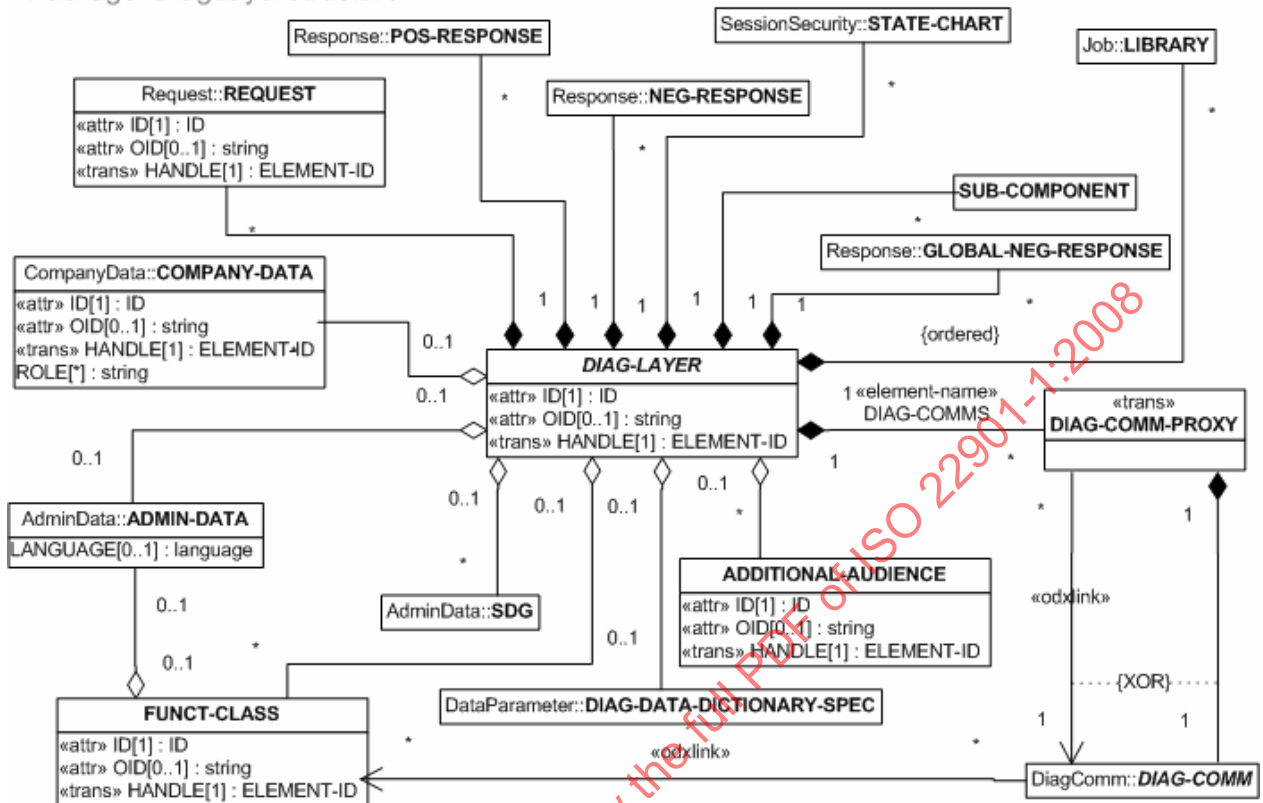 Response::POS-RESPONSE
SessionSecurity::STATE-CHART
Job::LIBRARY
Request::REQUEST
«attr» ID[1] : ID
«attr» OID[0..1] : string
«trans» HANDLE[1] : ELEMENT-ID
*
Response::NEG-RESPONSE
*
*
*
*
SUB-COMPONENT
*
*
Response::GLOBAL-NEG-RESPONSE
*
CompanyData::COMPANY-DATA
«attr» ID[1] : ID
«attr» OID[0..1] : string
«trans» HANDLE[1] : ELEMENT-ID
ROLE[*] : string
1
1
1
1
1
1
0..1
0..1
{ordered}
1
DIAG-LAYER
«attr» ID[1] : ID
«attr» OID[0..1] : string
«trans» HANDLE[1] : ELEMENT-ID
«element-name»
DIAG-COMMS
1
*
«trans»
DIAG-COMM-PROXY
0..1
0..1
0..1
0..1
0..1
*
*
1
AdminData::ADMIN-DATA
LANGUAGE[0..1] : language
*
AdminData::SDG
ADDITIONAL-AUDIENCE
«attr» ID[1] : ID
«attr» OID[0..1] : string
«trans» HANDLE[1] : ELEMENT-ID
«odxlink»
0..1
*
0..1
0..1
{XOR}
DataParameter::DIAG-DATA-DICTIONARY-SPEC
FUNCT-CLASS
«attr» ID[1] : ID
«attr» OID[0..1] : string
«trans» HANDLE[1] : ELEMENT-ID
*
«odxlink»
*
1
1
DiagComm::DIAG-COMM
the full PDF of ISO 22901-1:2008